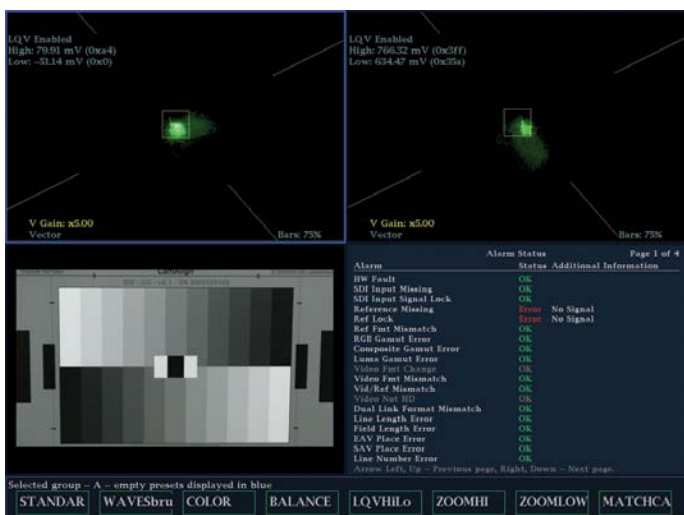 LQV Enabled
High: 79.91 mV (0xa4)
Low: -51.14 mV (0x0)
V Gain: x5.00
Vector
Bars: 75%
LQV Enabled
High: 766.32 mV (0x3ff)
Low: 634.47 mV (0x35a)
V Gain: x5.00
Vector
Bars: 75%
CamAlign
Alarm Status Page 1 of 4
Alarm Status Additional Information
HW Fault OK
SDI Input Missing OK
SDI Input Signal Lock OK
Reference Missing Error No Signal
Ref Lock Error No Signal
Ref Fmt Mismatch OK
RGB Gamut Error OK
Composite Gamut Error OK
Luma Gamut Error OK
Video Fmt Change OK
Video Fmt Mismatch OK
Vid/Ref Mismatch OK
Video Not HD OK
Dual Link Format Mismatch OK
Line Length Error OK
Field Length Error OK
EAV Place Error OK
SAV Place Error OK
Line Number Error OK
Arrow Left, Up - Previous page, Right, Down - Next page.
Selected group - A - empty presets displayed in blue
STANDAR WAVESbru COLOR BALANCE LQVHiLo ZOOMHI ZOOMLOW MATCHCA